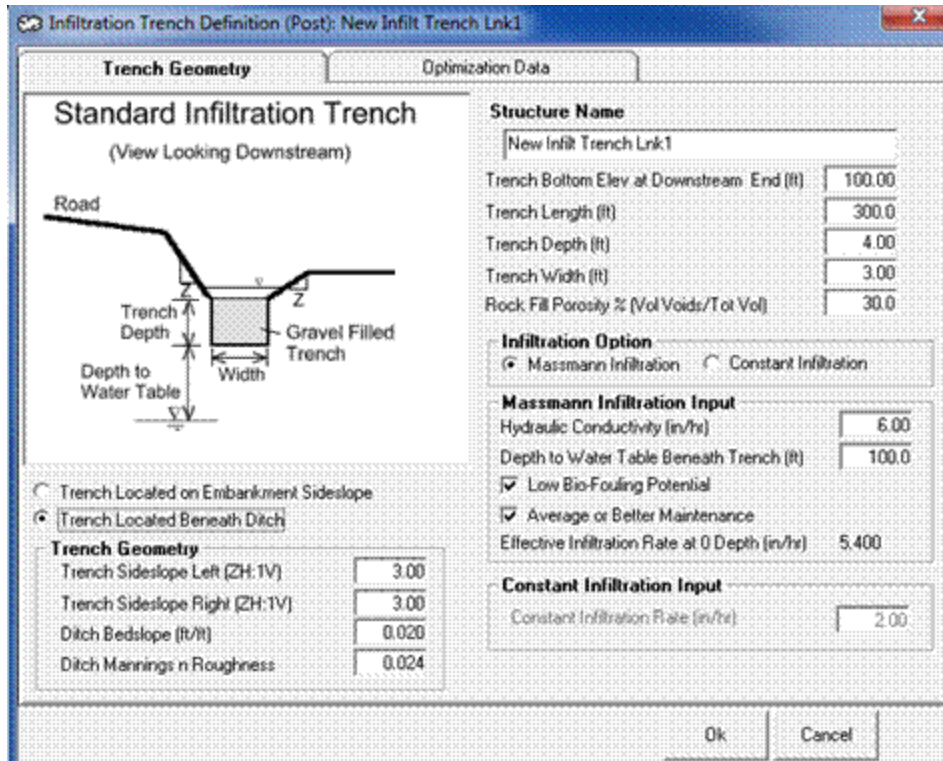 Infiltration Trench Definition (Post): New Infilt Trench Lnk1
Trench Geometry
Optimization Data
Standard Infiltration Trench
(View Looking Downstream)
Road
Z
Z
Trench
Depth
Gravel Filled
Trench
Width
Depth to
Water Table
Trench Located on Embankment Sideslope
Trench Located Beneath Ditch
Trench Geometry
Trench Sideslope Left (ZH:1V) 3.00
Trench Sideslope Right (ZH:1V) 3.00
Ditch Bedslope (ft/ft) 0.020
Ditch Mannings n Roughness 0.024
Structure Name
New Infilt Trench Lnk1
Trench Bottom Elev at Downstream End (ft) 100.00
Trench Length (ft) 300.0
Trench Depth (ft) 4.00
Trench Width (ft) 3.00
Rock Fill Porosity % (Vol Voids/Tot Vol) 30.0
Infiltration Option
Massmann Infiltration Constant Infiltration
Massmann Infiltration Input
Hydraulic Conductivity (in/hr) 6.00
Depth to Water Table Beneath Trench (ft) 100.0
Low Bio-Fouling Potential
Average or Better Maintenance
Effective Infiltration Rate at 0 Depth (in/hr) 5.400
Constant Infiltration Input
Constant Infiltration Rate (in/hr) 2.00
Ok Cancel